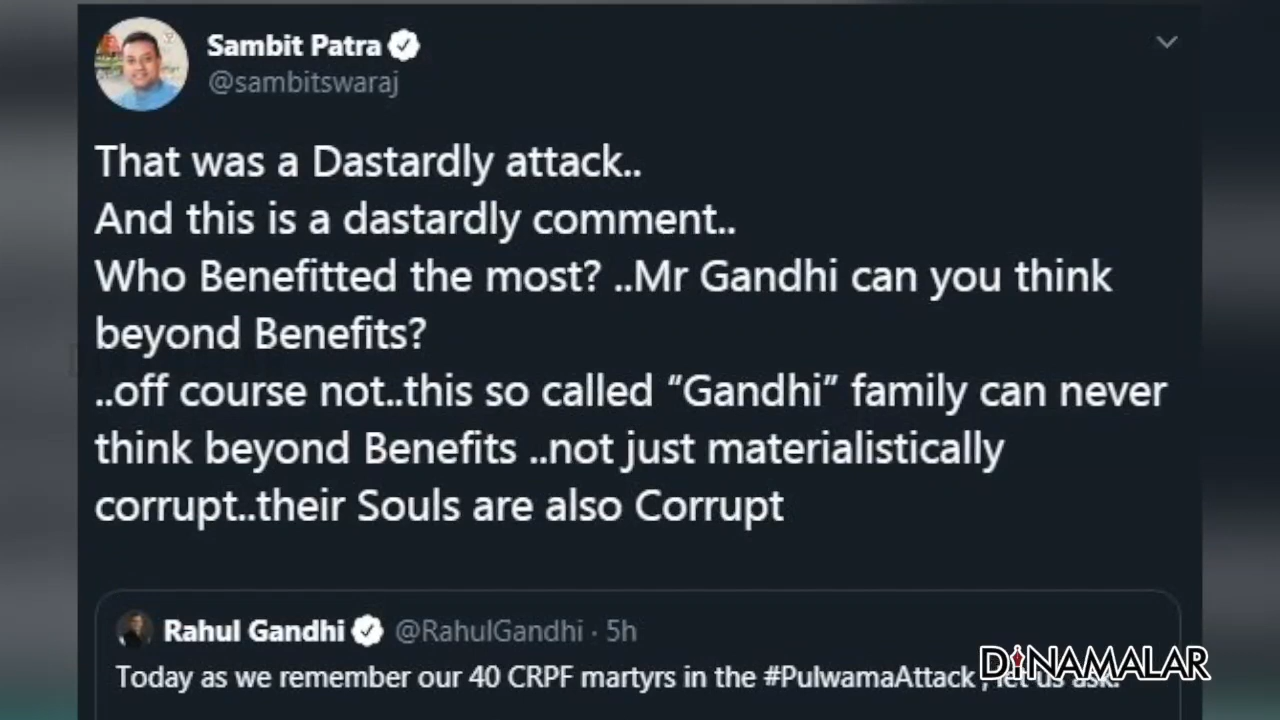 Sambit Patra
@sambitswaraj
That was a Dastardly attack..
And this is a dastardly comment..
Who Benefitted the most? ..Mr Gandhi can you think
beyond Benefits?
..off course not..this so called “Gandhi” family can never
think beyond Benefits ..not just materialistically
corrupt..their Souls are also Corrupt
Rahul Gandhi @RahulGandhi · 5h
Today as we remember our 40 CRPF martyrs in the #PulwamaAttack , let us ask:
DINAMALAR